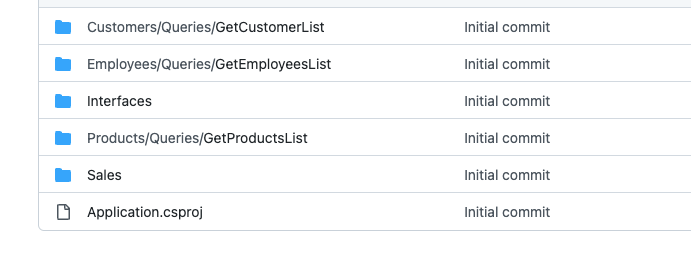 Customers/Queries/GetCustomerList Initial commit
Employees/Queries/GetEmployeesList Initial commit
Interfaces Initial commit
Products/Queries/GetProductsList Initial commit
Sales Initial commit
Application.csproj Initial commit